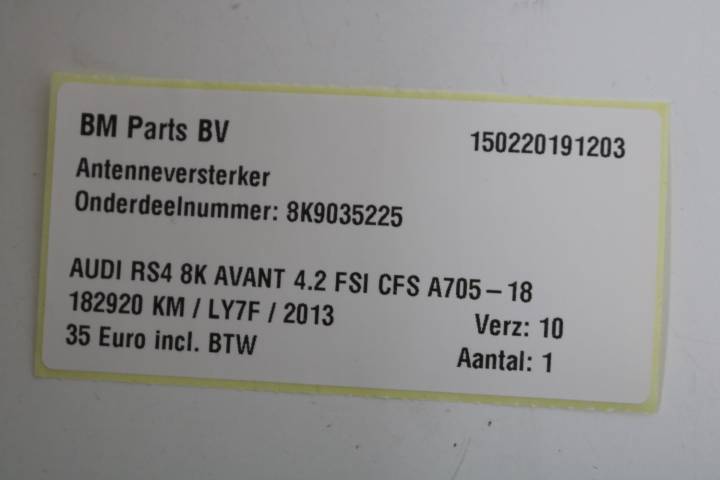 BM Parts BV 150220191203
Antenneversterker
Onderdeelnummer: 8K9035225
AUDI RS4 8K AVANT 4.2 FSI CFS A705-18
182920 KM / LY7F / 2013 Verz: 10
35 Euro incl. BTW Aantal: 1